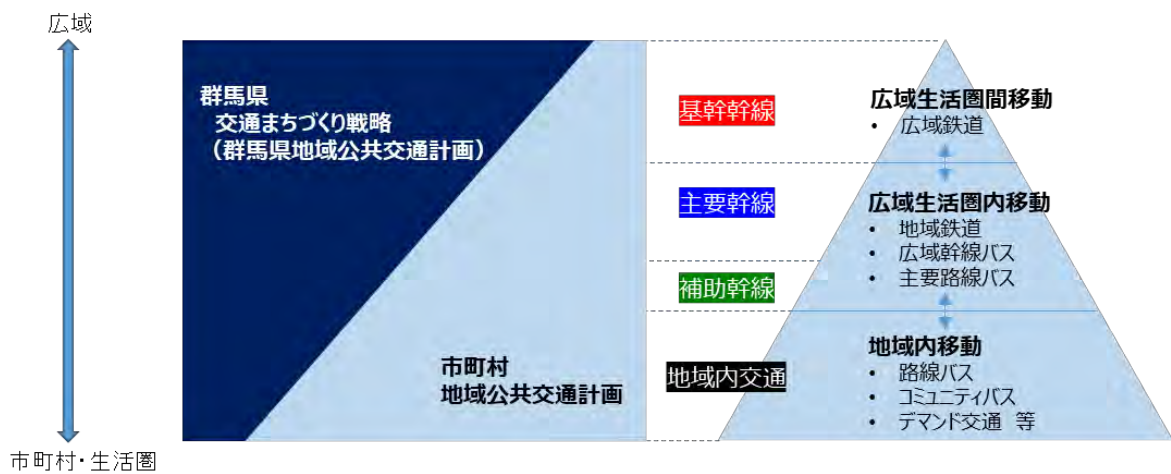 広域
群馬県
交通まちづくり戦略
（群馬県地域公共交通計画）
市町村
地域公共交通計画
市町村・生活圏
基幹幹線
主要幹線
補助幹線
地域内交通
広域生活圏間移動
• 広域鉄道
広域生活圏内移動
• 地域鉄道
• 広域幹線バス
• 主要路線バス
地域内移動
• 路線バス
• コミュニティバス
• デマンド交通 等